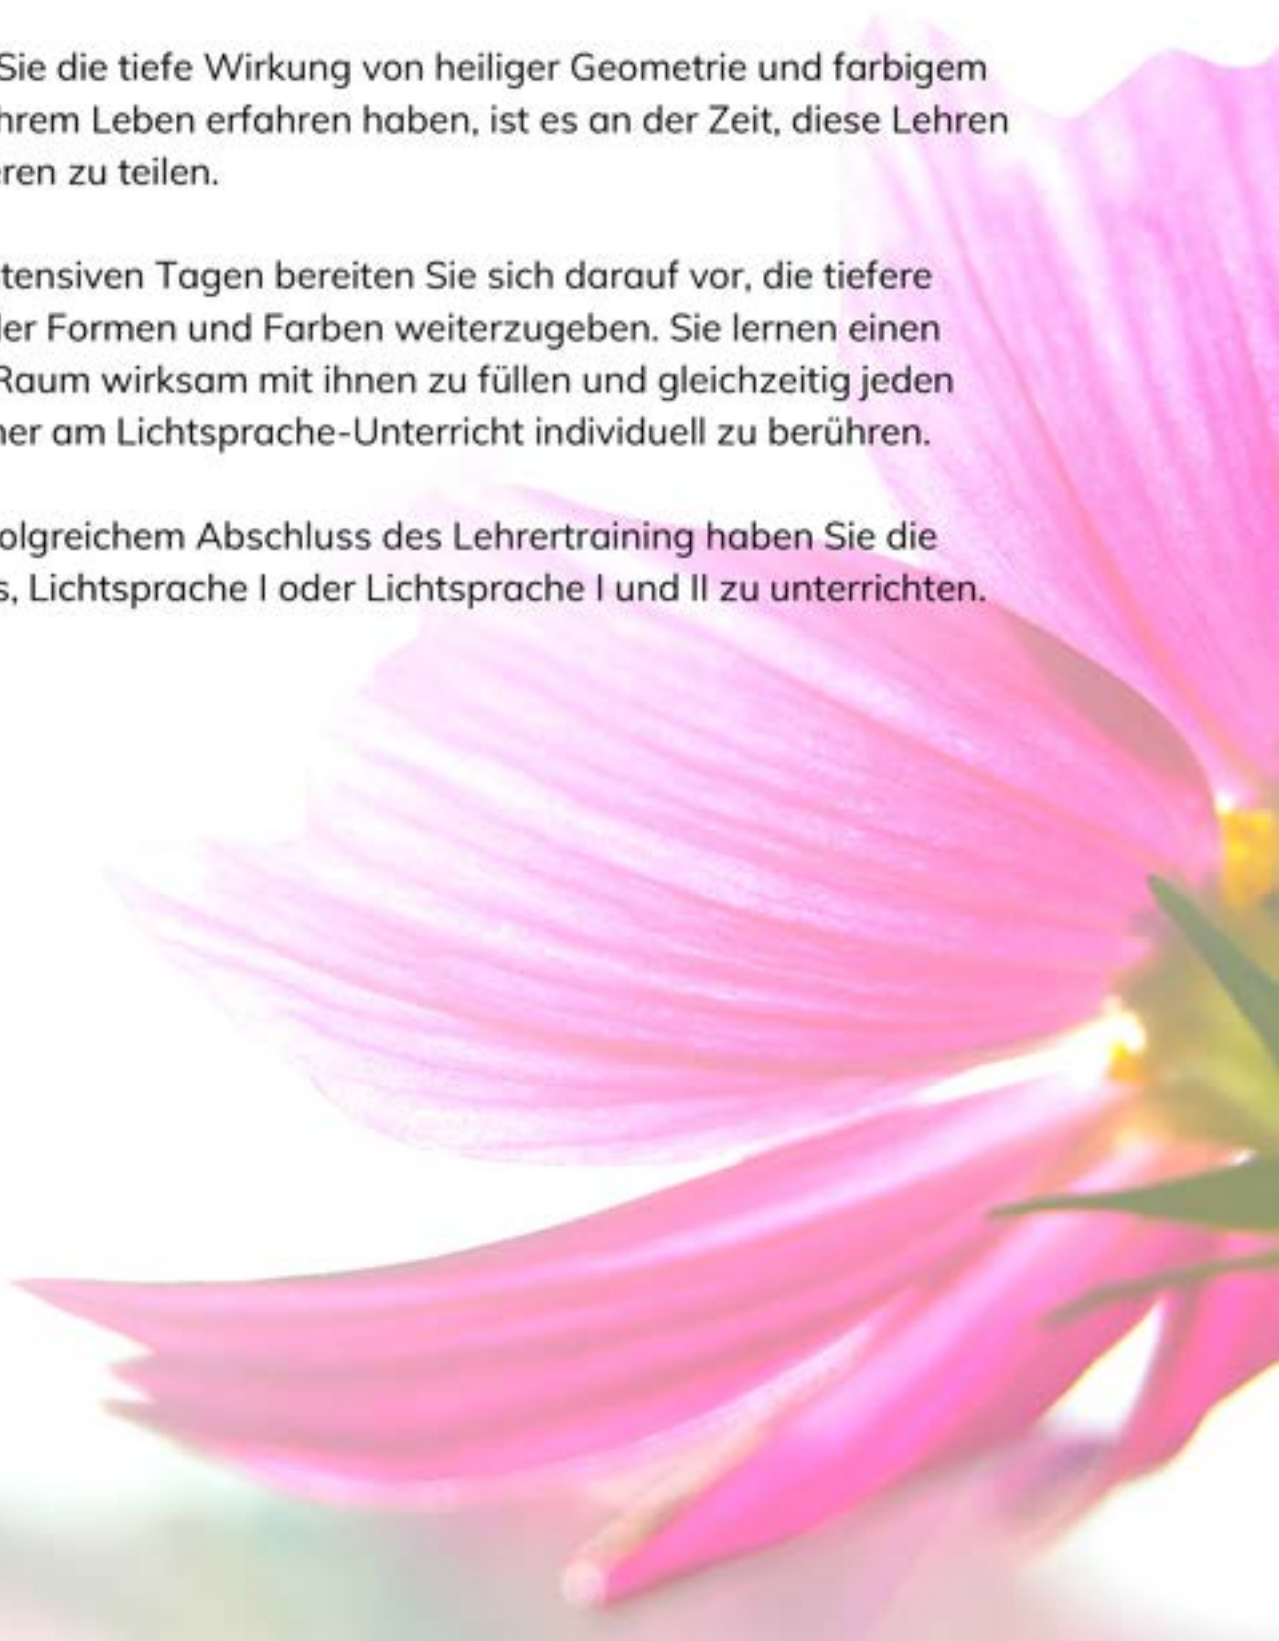 Sie die tiefe Wirkung von heiliger Geometrie und farbigem
hrem Leben erfahren haben, ist es an der Zeit, diese Lehren
eren zu teilen.
tensiven Tagen bereiten Sie sich darauf vor, die tiefere
der Formen und Farben weiterzugeben. Sie lernen einen
Raum wirksam mit ihnen zu füllen und gleichzeitig jeden
ner am Lichtsprache-Unterricht individuell zu berühren.
olgreichem Abschluss des Lehrertraining haben Sie die
s, Lichtsprache I oder Lichtsprache I und II zu unterrichten.